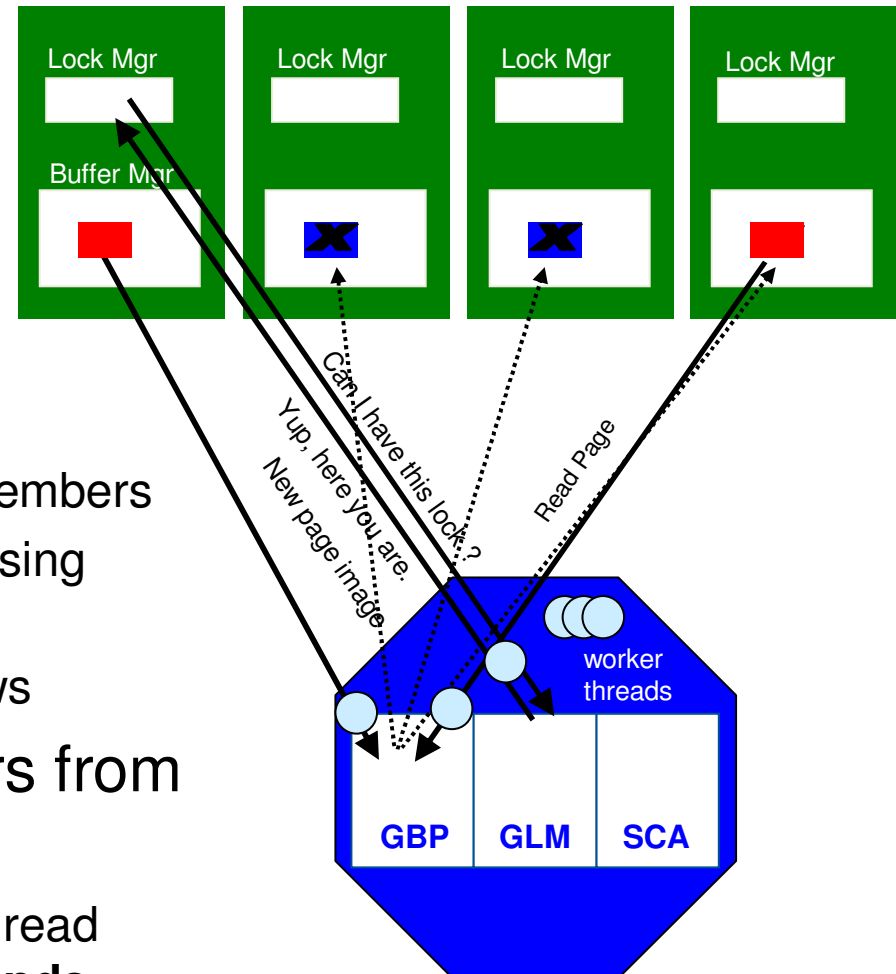 Lock Mgr
Lock Mgr
Lock Mgr
Lock Mgr
Buffer Mgr
Can I have this lock ?
Yup, here you are.
New page image
Read Page
embers
sing
s
rs from
read
worker
threads
GBP
GLM
SCA